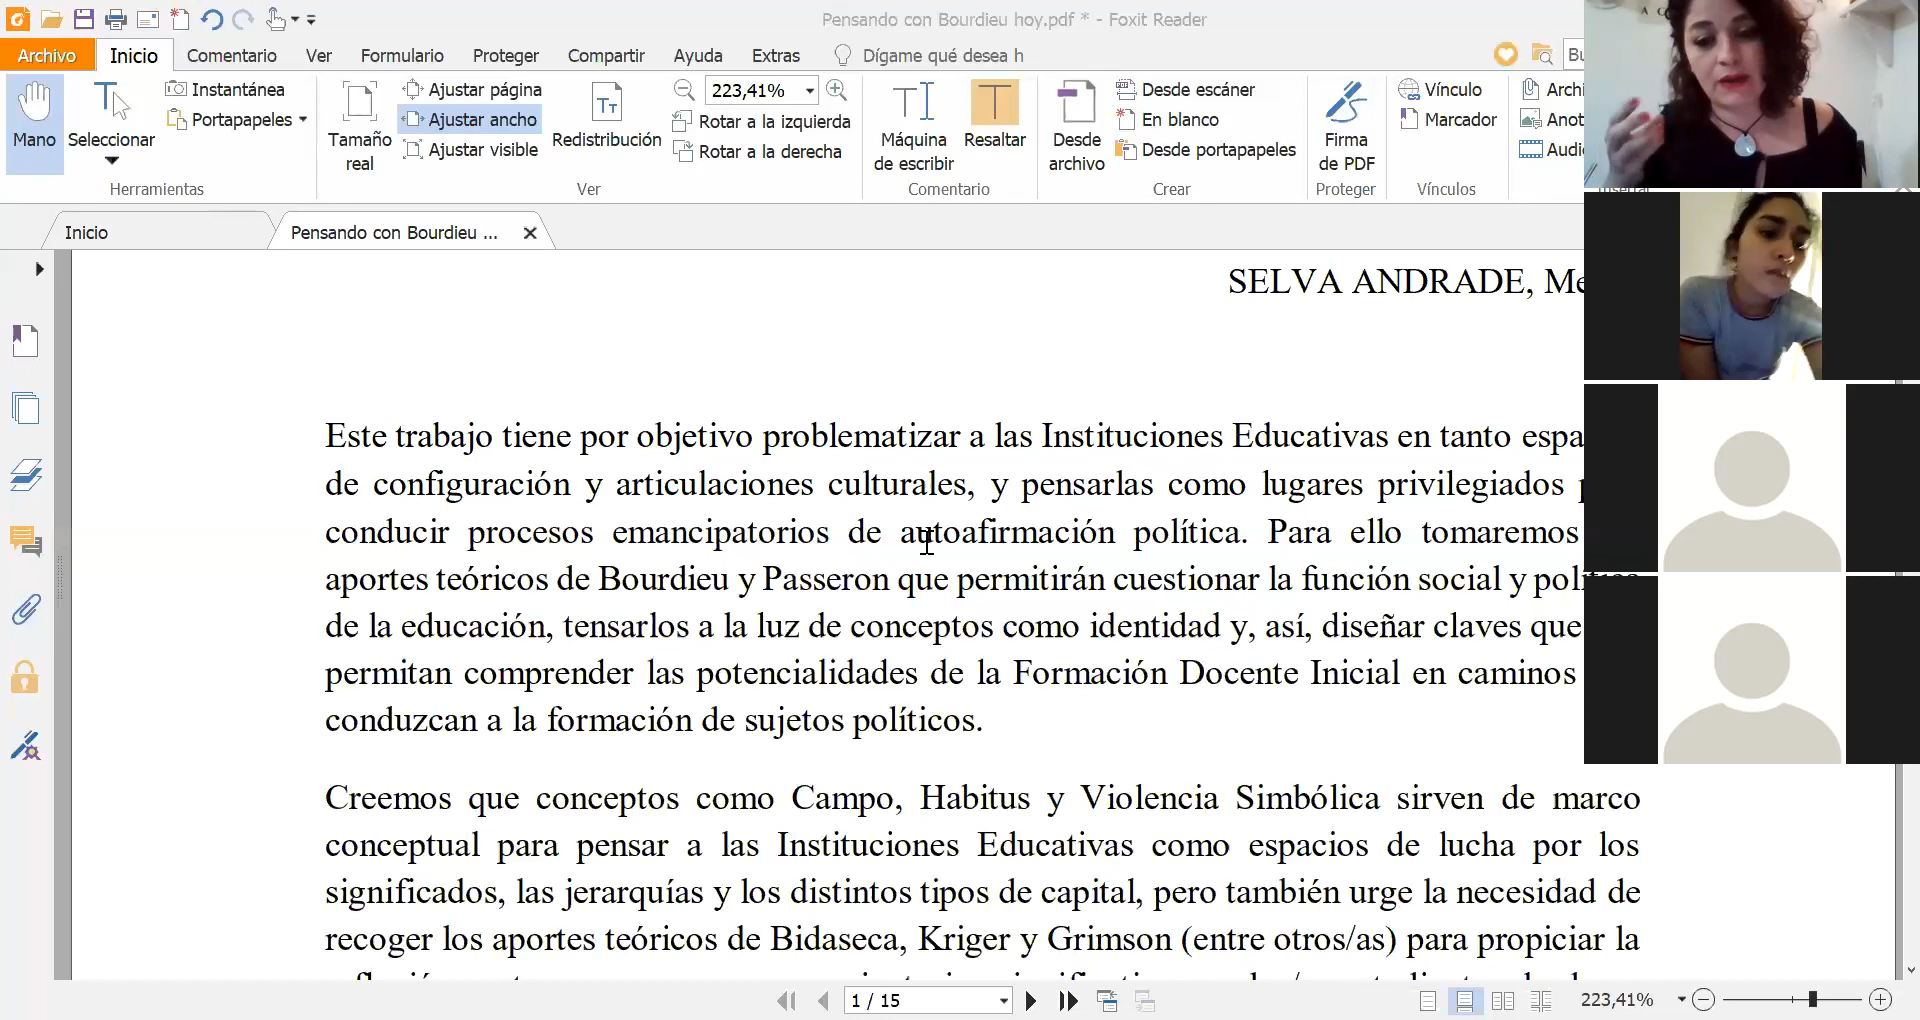 Pensando con Bourdieu hoy.pdf * - Foxit Reader
Archivo Inicio Comentario Ver Formulario Proteger Compartir Ayuda Extras Dígame qué desea h
Mano
Seleccionar
Instantánea
Portapapeles
Herramientas
Tamaño real
Ajustar página
Ajustar ancho
Ajustar visible
Redistribución
223,41%
Rotar a la izquierda
Rotar a la derecha
Ver
Máquina de escribir
Resaltar
Comentario
Desde archivo
Desde escáner
En blanco
Desde portapapeles
Crear
Firma de PDF
Proteger
Vínculo
Marcador
Vínculos
Inicio
Pensando con Bourdieu ...
SELVA ANDRADE,
Este trabajo tiene por objetivo problematizar a las Instituciones Educativas en tanto
de configuración y articulaciones culturales, y pensarlas como lugares privilegiados
conducir procesos emancipatorios de autoafirmación política. Para ello tomaremos
aportes teóricos de Bourdieu y Passeron que permitirán cuestionar la función social y política
de la educación, tensarlos a la luz de conceptos como identidad y, así, diseñar claves que
permitan comprender las potencialidades de la Formación Docente Inicial en caminos
conduzcan a la formación de sujetos políticos.
Creemos que conceptos como Campo, Habitus y Violencia Simbólica sirven de marco
conceptual para pensar a las Instituciones Educativas como espacios de lucha por los
significados, las jerarquías y los distintos tipos de capital, pero también urge la necesidad de
recoger los aportes teóricos de Bidaseca, Kriger y Grimson (entre otros/as) para propiciar la
1 / 15
223,41%